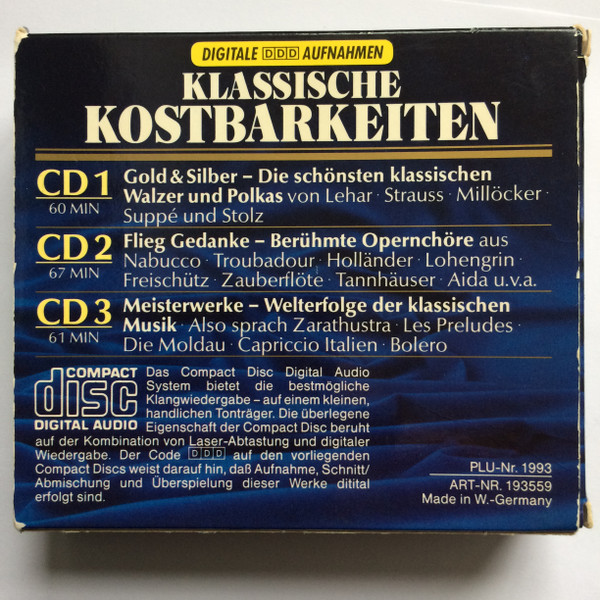 DIGITALE DDD AUFNAHMEN
KLASSISCHE
KOSTBARKEITEN
CD 1
60 MIN
Gold & Silber – Die schönsten klassischen
Walzer und Polkas von Lehar · Strauss · Millöcker ·
Suppé und Stolz
CD 2
67 MIN
Flieg Gedanke – Berühmte Opernchöre aus
Nabucco · Troubadour · Holländer · Lohengrin ·
Freischütz · Zauberflöte · Tannhäuser · Aida u.v.a.
CD 3
61 MIN
Meisterwerke – Welterfolge der klassischen
Musik · Also sprach Zarathustra · Les Preludes ·
Die Moldau · Capriccio Italien · Bolero
COMPACT
disc
DIGITAL AUDIO
Das Compact Disc Digital Audio
System bietet die bestmögliche
Klangwiedergabe – auf einem kleinen,
handlichen Tonträger. Die überlegene
Eigenschaft der Compact Disc beruht
auf der Kombination von Laser-Abtastung und digitaler
Wiedergabe. Der Code DDD auf den vorliegenden
Compact Discs weist darauf hin, daß Aufnahme, Schnitt/
Abmischung und Überspielung dieser Werke ditital
erfolgt sind.
PLU-Nr. 1993
ART-NR. 193559
Made in W.-Germany